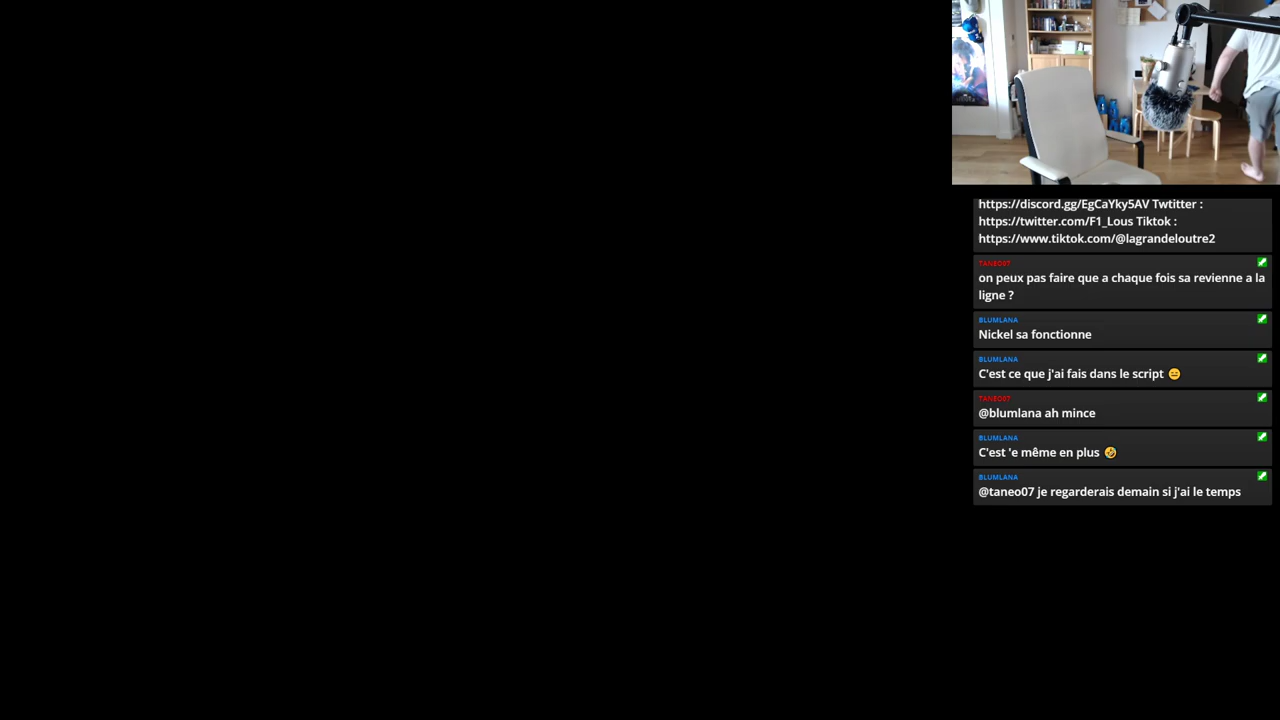 https://discord.gg/EgCaYky5AV Twtitter :
https://twitter.com/F1_Lous Tiktok :
https://www.tiktok.com/@lagrandeloutre2
TANEO07
on peux pas faire que a chaque fois sa revienne a la
ligne ?
BLUMLANA
Nickel sa fonctionne
BLUMLANA
C'est ce que j'ai fais dans le script 😑
TANEO07
@blumlana ah mince
BLUMLANA
C'est 'e même en plus 🤣
BLUMLANA
@taneo07 je regarderais demain si j'ai le temps